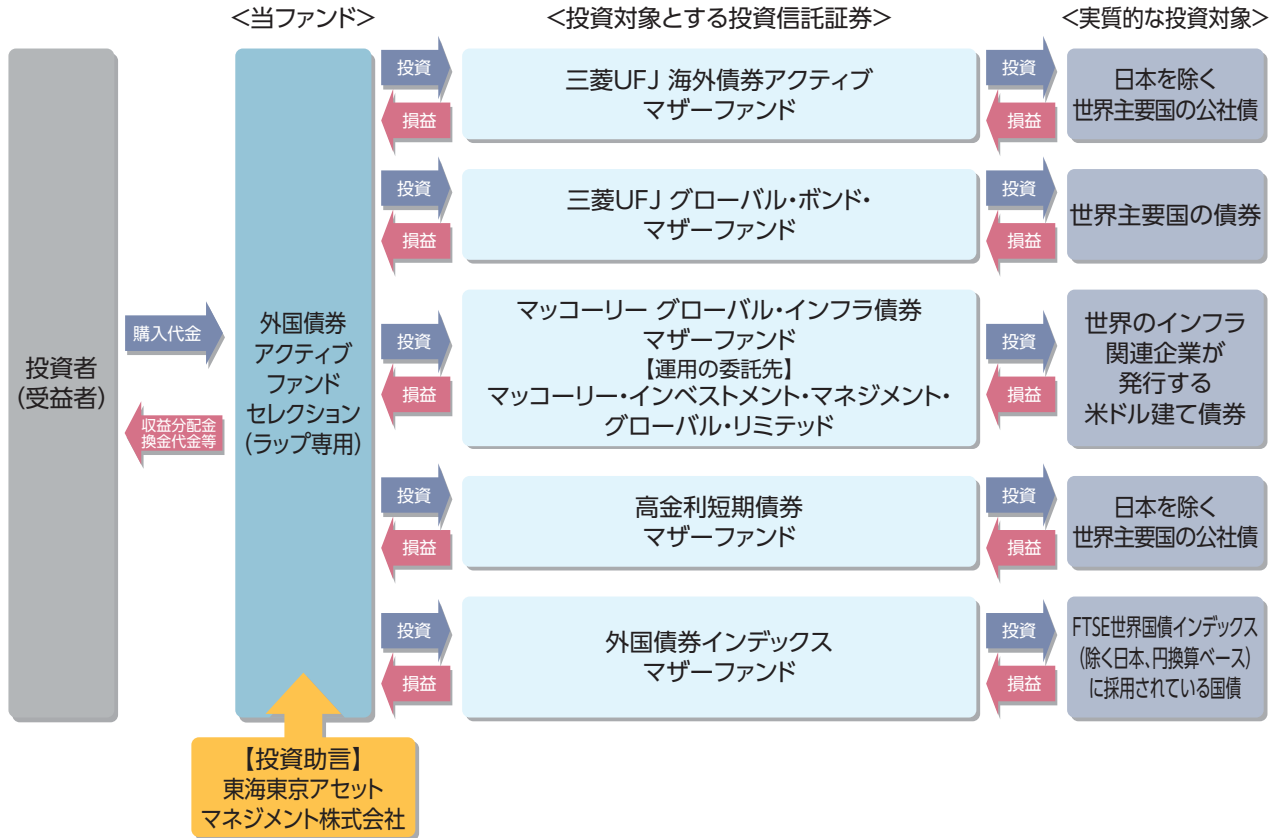 <当ファンド>
<投資対象とする投資信託証券>
<実質的な投資対象>
投資者
(受益者)
購入代金
収益分配金
換金代金等
外国債券
アクティブ
ファンド
セレクション
(ラップ専用)
【投資助言】
東海東京アセット
マネジメント株式会社
投資
損益
三菱UFJ 海外債券アクティブ
マザーファンド
投資
損益
日本を除く
世界主要国の公社債
投資
損益
三菱UFJ グローバル・ボンド・
マザーファンド
投資
損益
世界主要国の債券
投資
損益
マッコーリー グローバル・インフラ債券
マザーファンド
【運用の委託先】
マッコーリー・インベストメント・マネジメント・
グローバル・リミテッド
投資
損益
世界のインフラ
関連企業が
発行する
米ドル建て債券
投資
損益
高金利短期債券
マザーファンド
投資
損益
日本を除く
世界主要国の公社債
投資
損益
外国債券インデックス
マザーファンド
投資
損益
FTSE世界国債インデックス
(除く日本、円換算ベース)
に採用されている国債